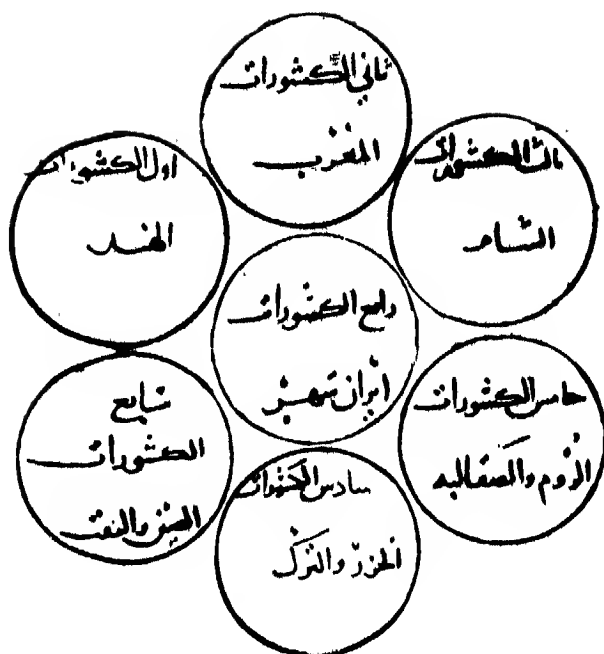 اول الكشورات
الهند
ثاني الكشورات
المغرب
ثالث الكشورات
الشام
رابع الكشورات
ايران شهر
خامس الكشورات
الروم والصقالبه
سادس الكشورات
الخزر والترك
سابع
الكشورات
الصين والتبت